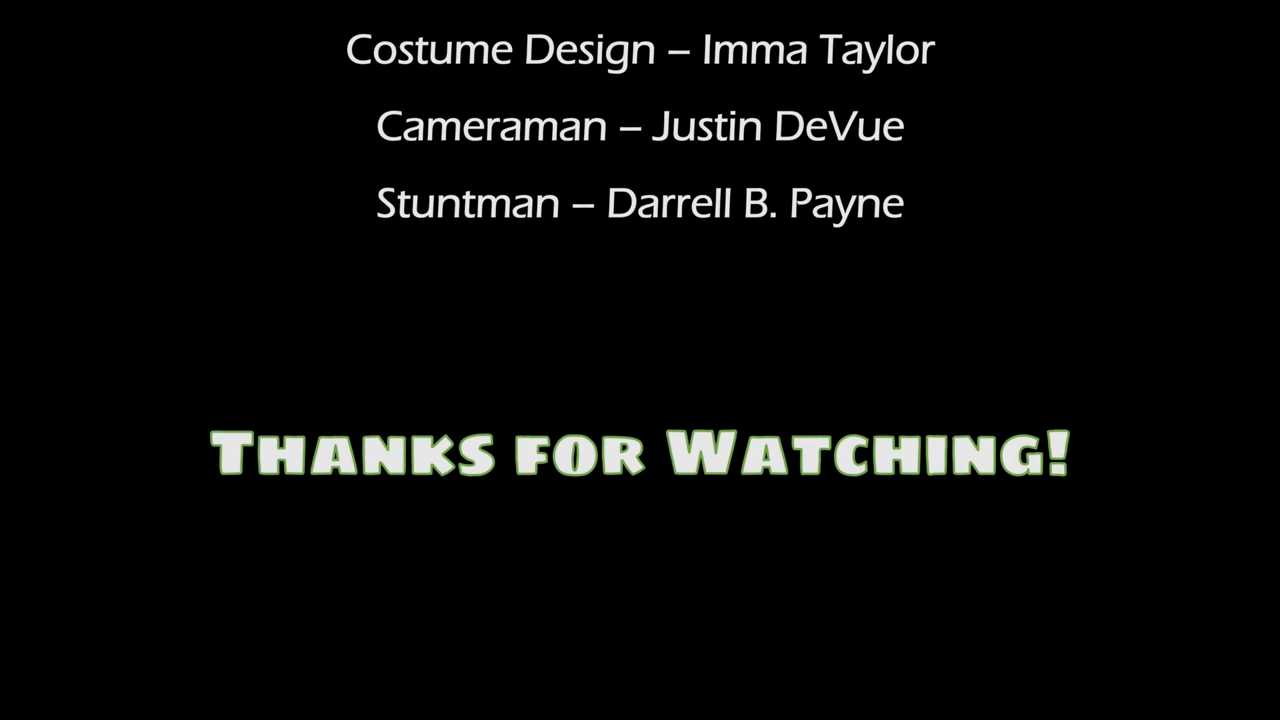 Costume Design – Imma Taylor
Cameraman – Justin DeVue
Stuntman – Darrell B. Payne
Thanks for Watching!